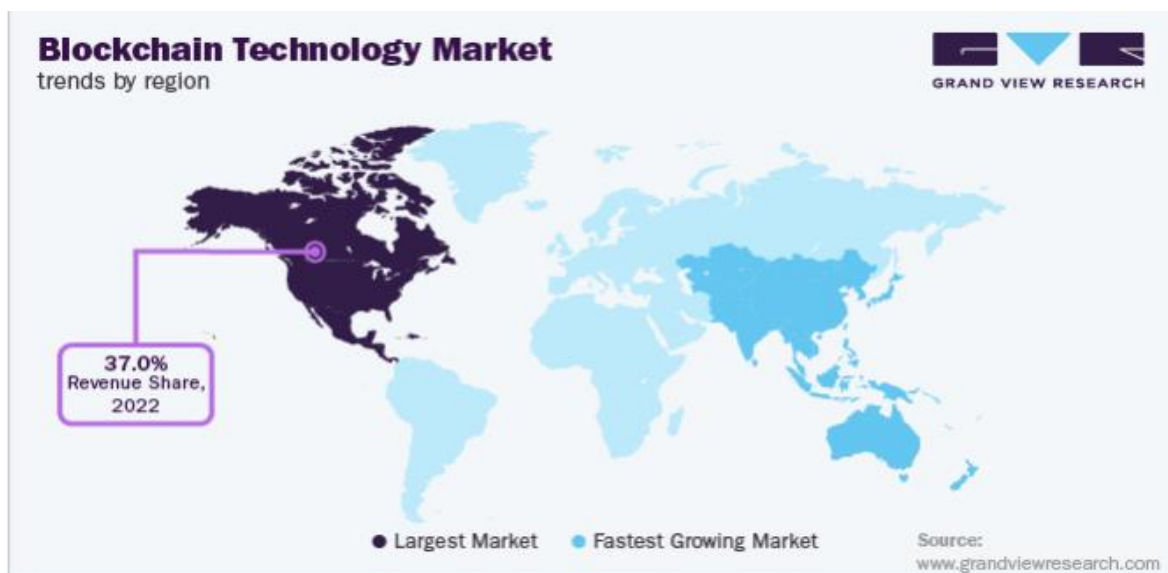 Blockchain Technology Market
trends by region
GRAND VIEW RESEARCH
37.0%
Revenue Share,
2022
Largest Market
Fastest Growing Market
Source:
www.grandviewresearch.com